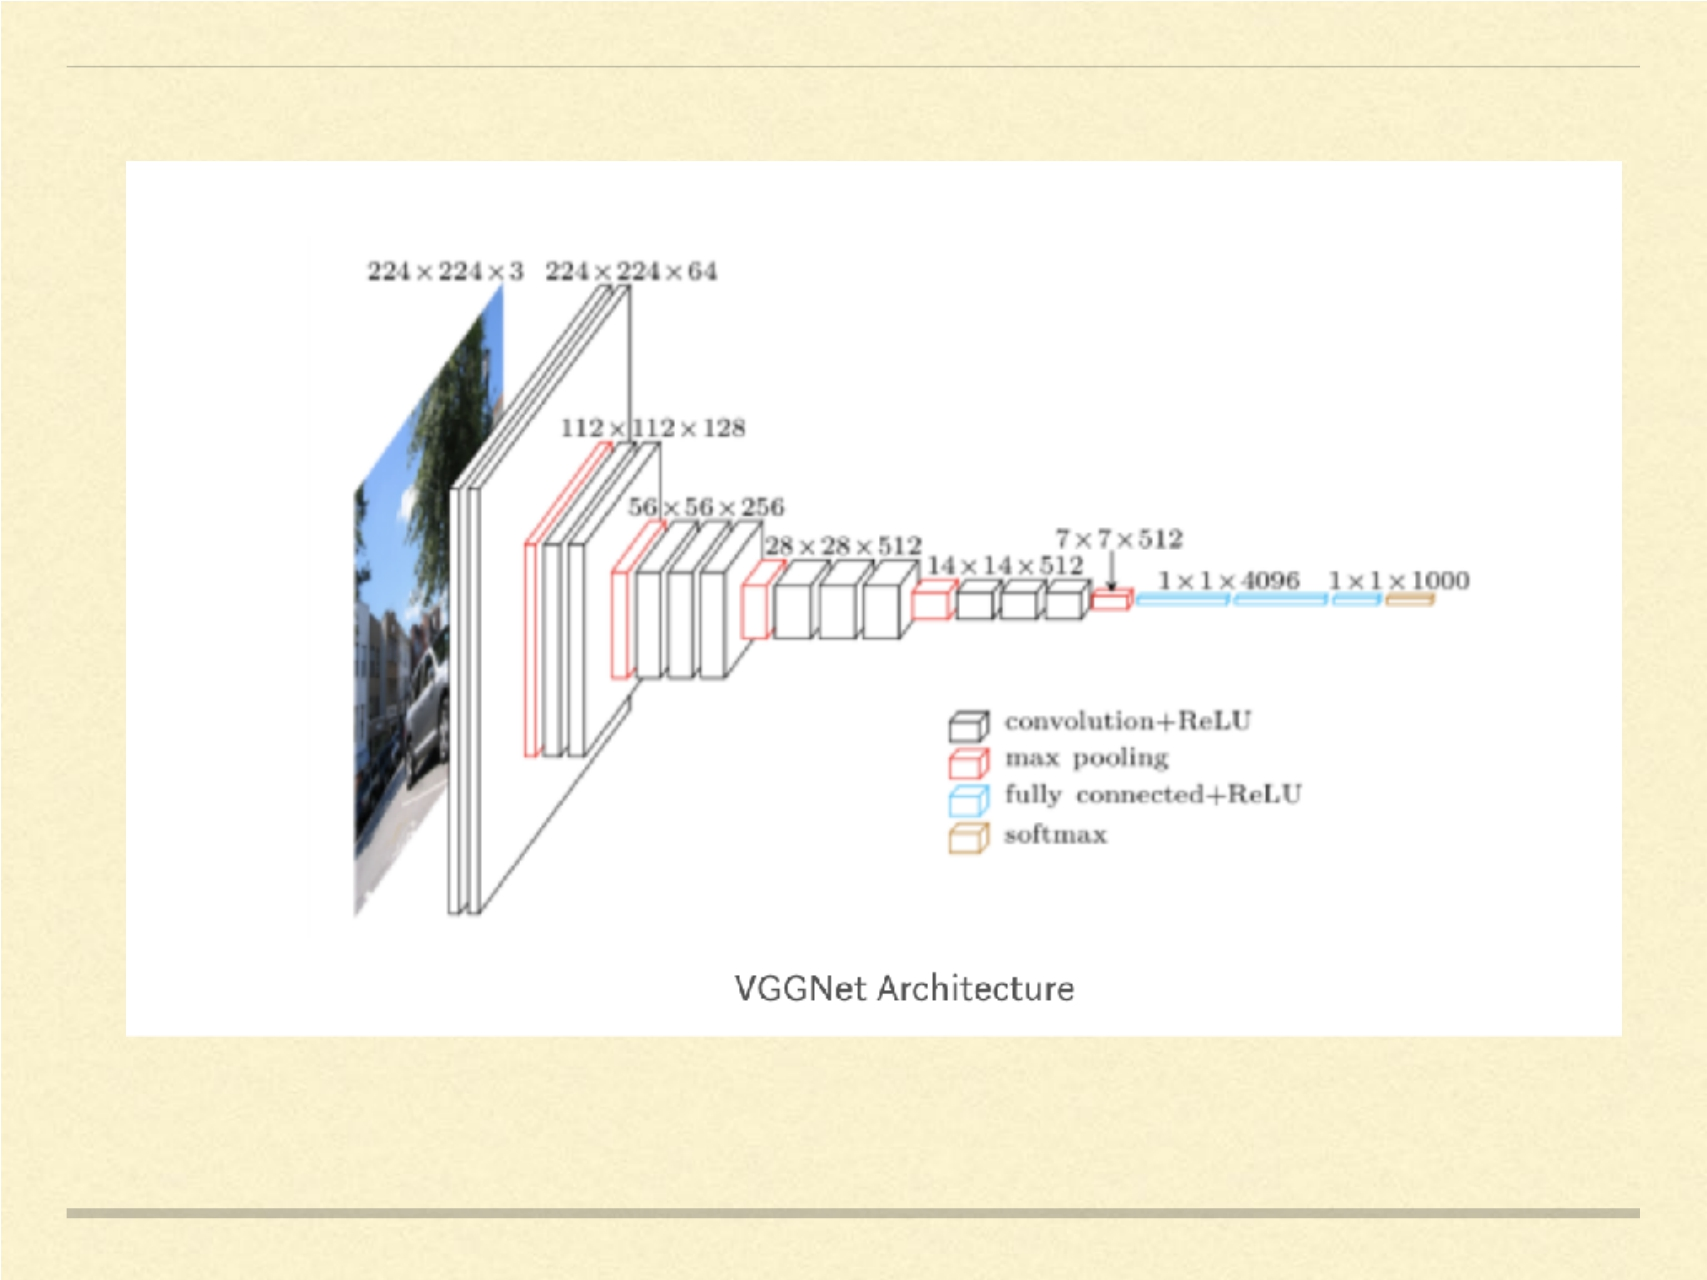 224×224×3
224×224×64
112×112×128
56×56×256
28×28×512
14×14×512
7×7×512
1×1×4096
1×1×1000
convolution+ReLU
max pooling
fully connected+ReLU
softmax
VGGNet Architecture